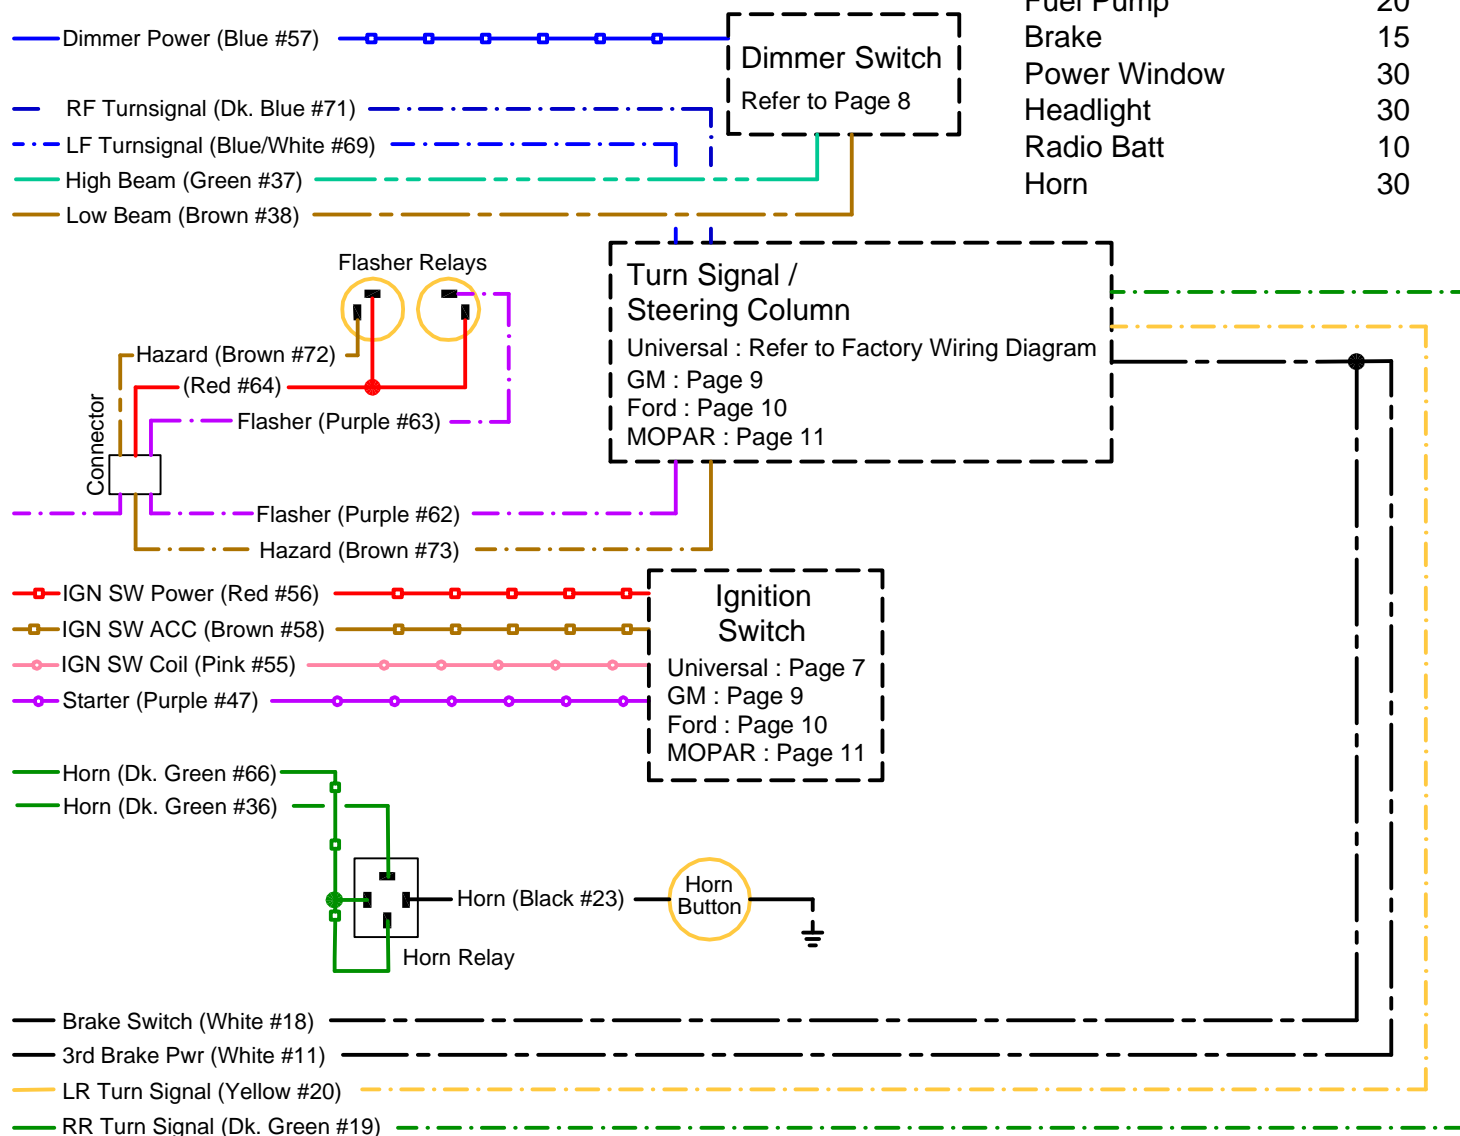 Dimmer Power (Blue #57)
RF Turnsignal (Dk. Blue #71)
LF Turnsignal (Blue/White #69)
High Beam (Green #37)
Low Beam (Brown #38)
Dimmer Switch
Refer to Page 8
Fuel Pump 20
Brake 15
Power Window 30
Headlight 30
Radio Batt 10
Horn 30
Flasher Relays
Hazard (Brown #72)
(Red #64)
Flasher (Purple #63)
Connector
Flasher (Purple #62)
Hazard (Brown #73)
Turn Signal /
Steering Column
Universal : Refer to Factory Wiring Diagram
GM : Page 9
Ford : Page 10
MOPAR : Page 11
IGN SW Power (Red #56)
IGN SW ACC (Brown #58)
IGN SW Coil (Pink #55)
Starter (Purple #47)
Ignition
Switch
Universal : Page 7
GM : Page 9
Ford : Page 10
MOPAR : Page 11
Horn (Dk. Green #66)
Horn (Dk. Green #36)
Horn (Black #23)
Horn
Button
Horn Relay
Brake Switch (White #18)
3rd Brake Pwr (White #11)
LR Turn Signal (Yellow #20)
RR Turn Signal (Dk. Green #19)